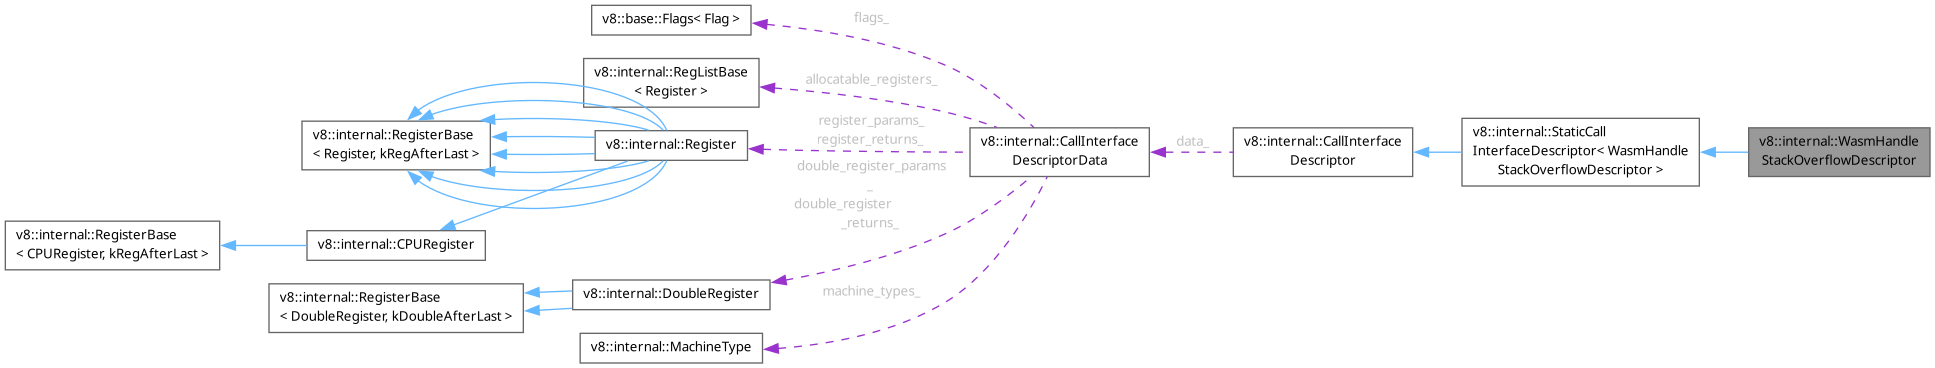 v8::base::Flags< Flag >
flags_
v8::internal::RegListBase
< Register >
allocatable_registers_
v8::internal::RegisterBase
< Register, kRegAfterLast >
v8::internal::Register
register_params_
register_returns_
v8::internal::CallInterface
DescriptorData
data_
v8::internal::CallInterface
Descriptor
v8::internal::StaticCall
InterfaceDescriptor< WasmHandle
StackOverflowDescriptor >
v8::internal::WasmHandle
StackOverflowDescriptor
double_register_params
_
double_register
_returns_
v8::internal::RegisterBase
< CPURegister, kRegAfterLast >
v8::internal::CPURegister
v8::internal::RegisterBase
< DoubleRegister, kDoubleAfterLast >
v8::internal::DoubleRegister
machine_types_
v8::internal::MachineType